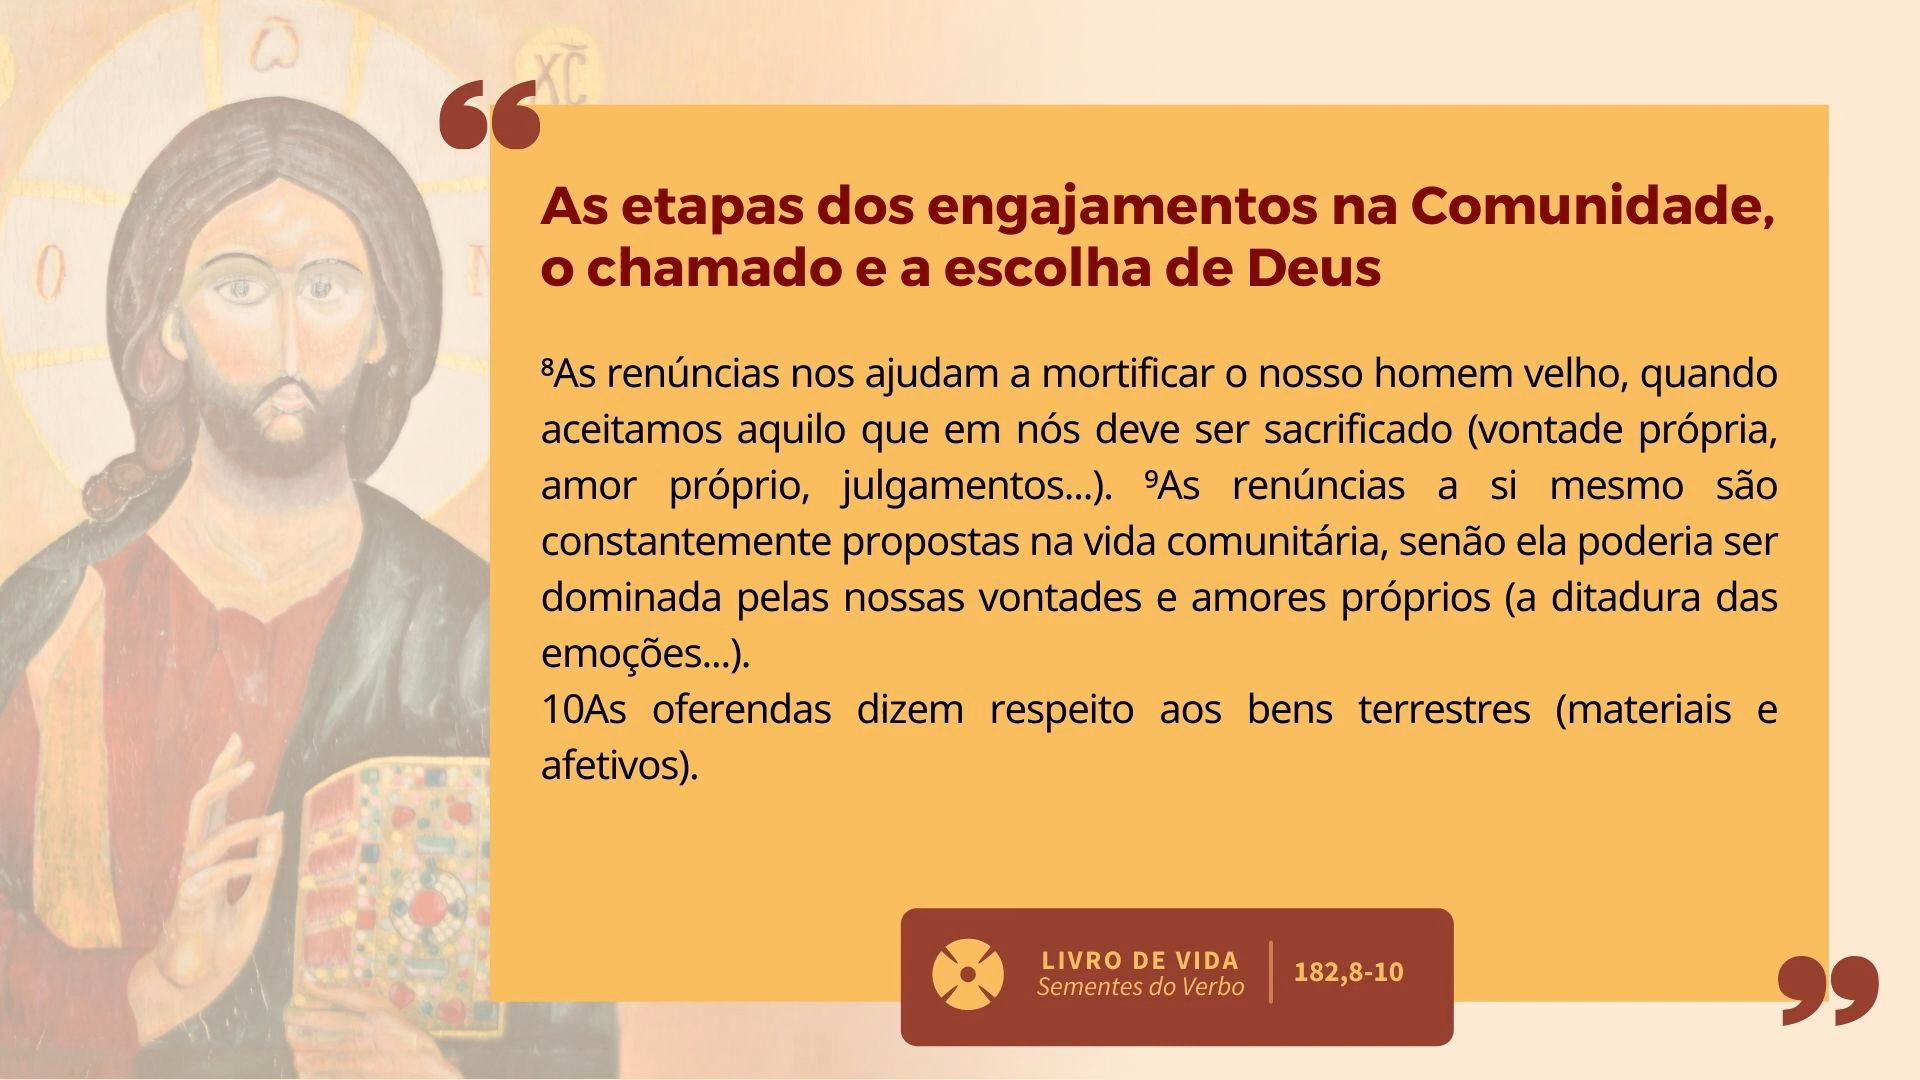 ὤ
XC
Ο
“
As etapas dos engajamentos na Comunidade,
o chamado e a escolha de Deus
⁸As renúncias nos ajudam a mortificar o nosso homem velho, quando
aceitamos aquilo que em nós deve ser sacrificado (vontade própria,
amor próprio, julgamentos...). ⁹As renúncias a si mesmo são
constantemente propostas na vida comunitária, senão ela poderia ser
dominada pelas nossas vontades e amores próprios (a ditadura das
emoções...).
10As oferendas dizem respeito aos bens terrestres (materiais e
afetivos).
LIVRO DE VIDA
Sementes do Verbo
182,8-10
”